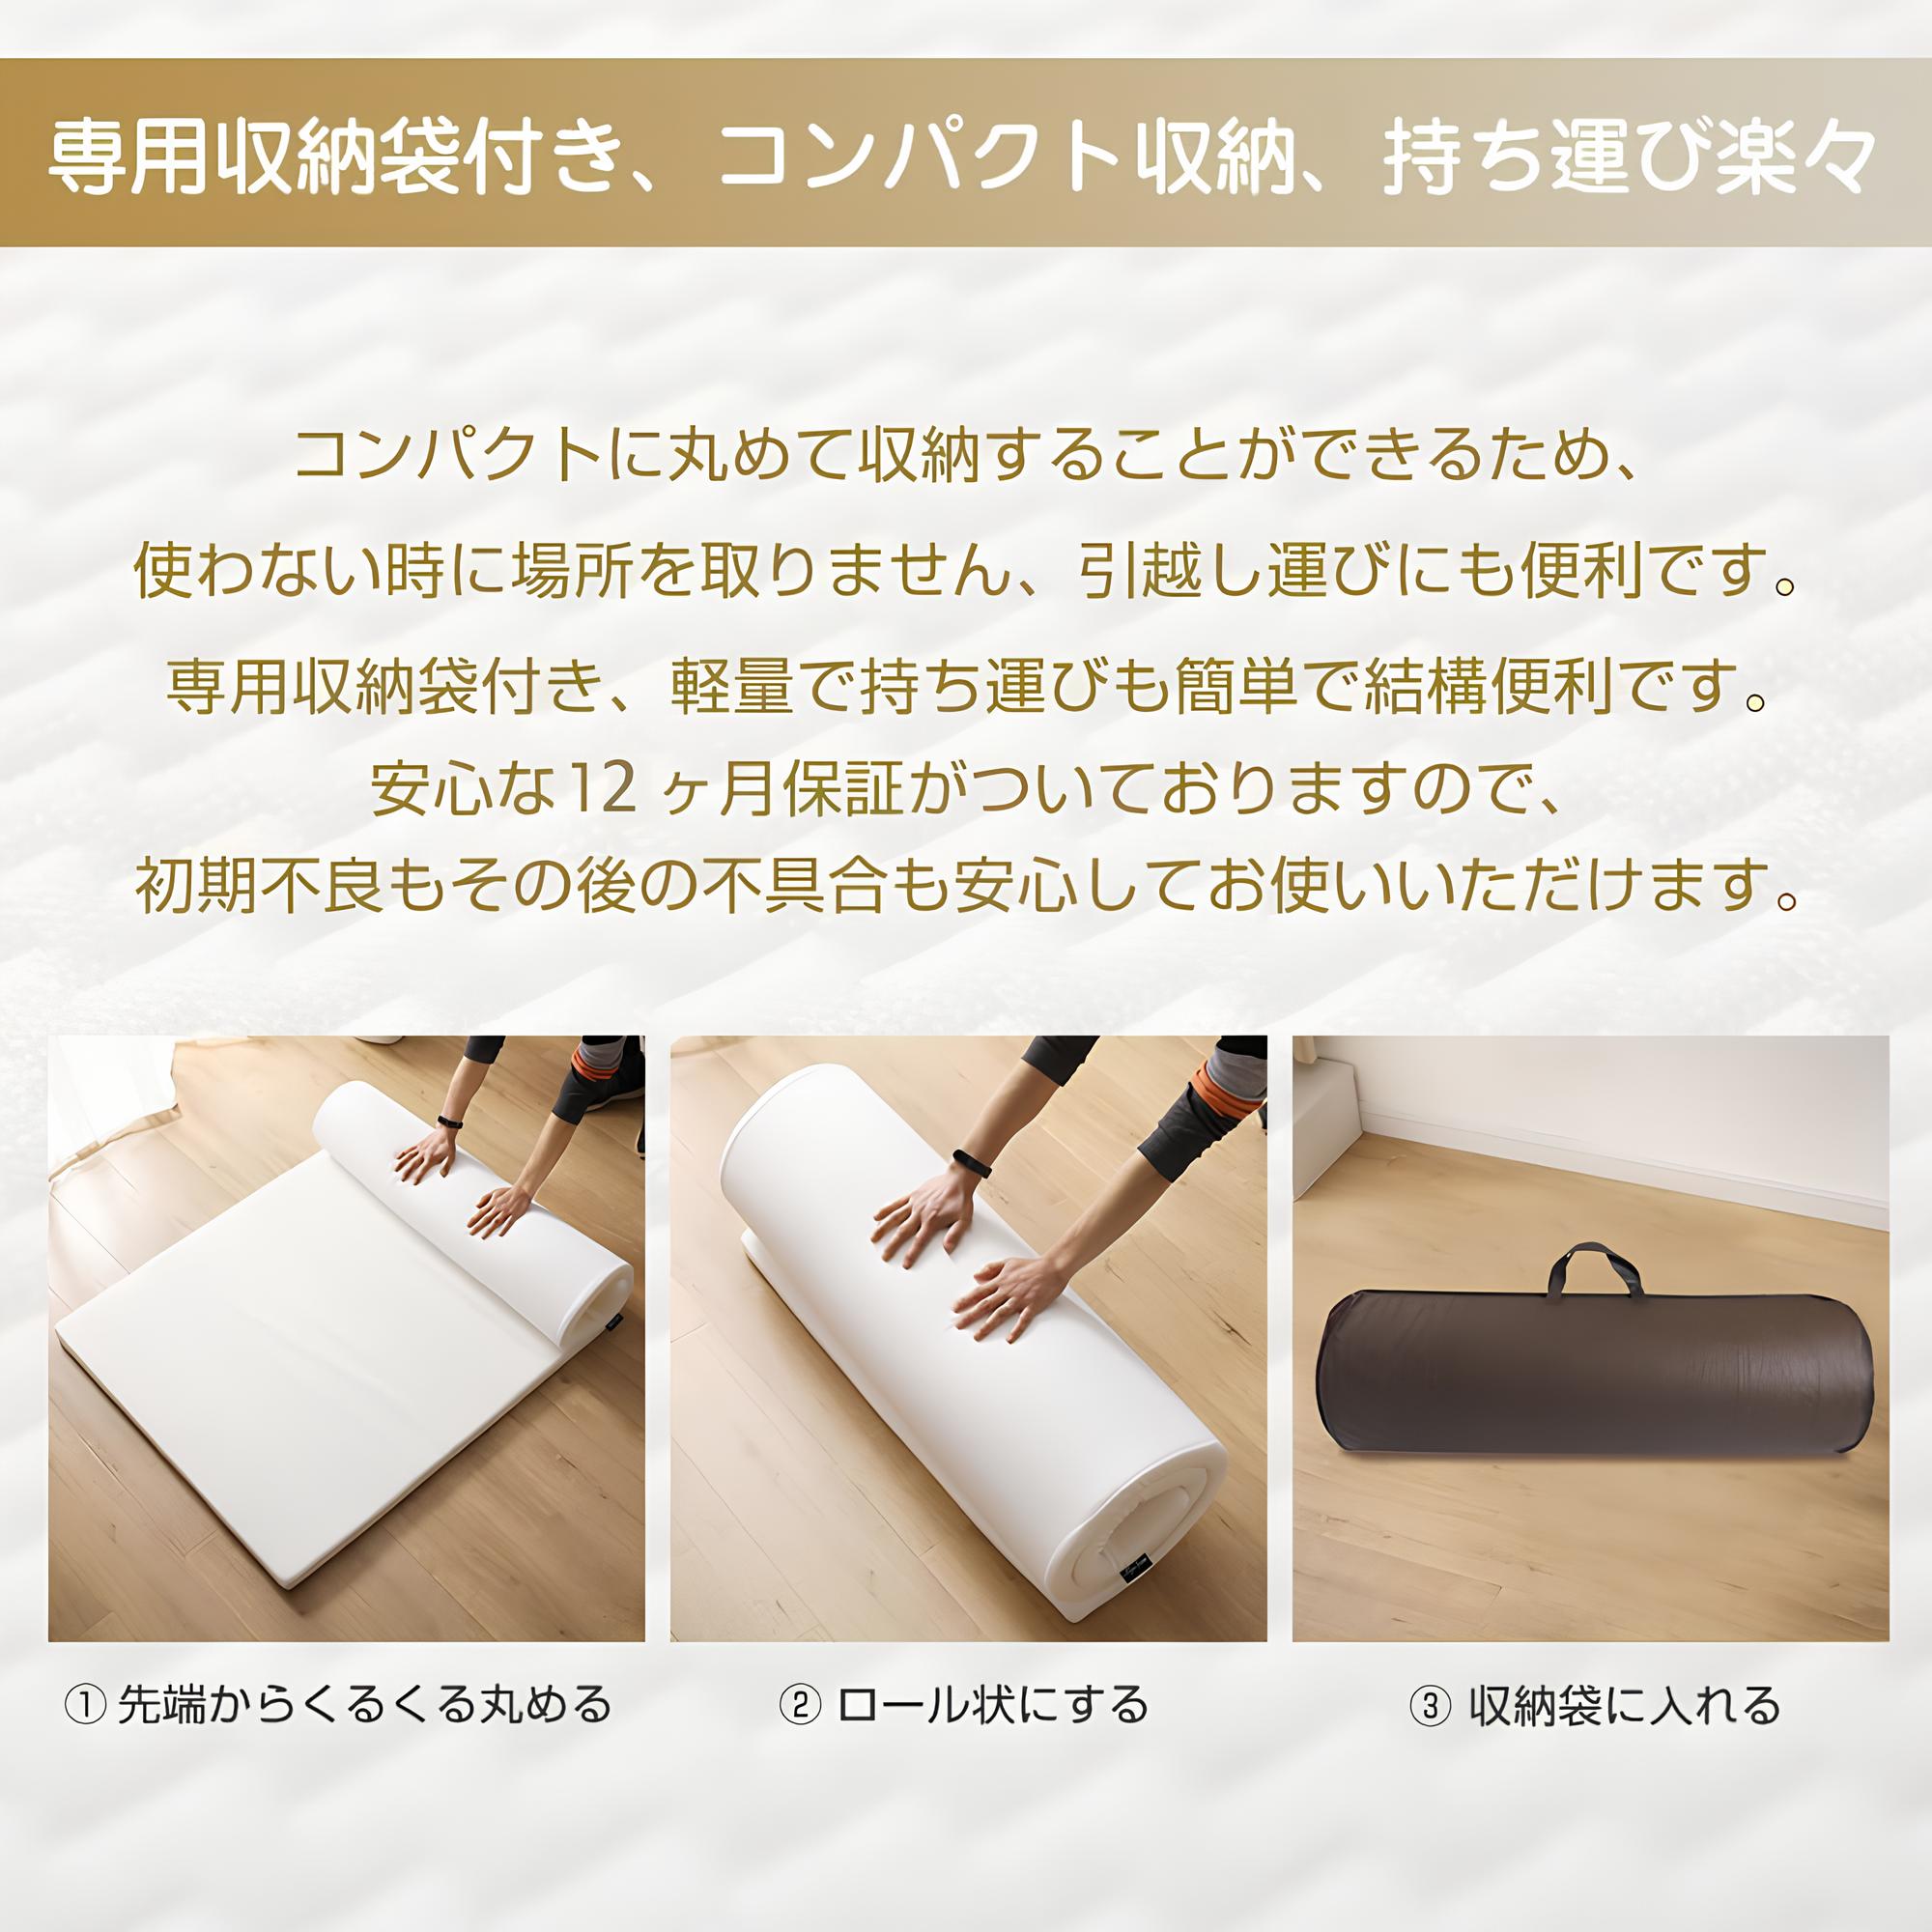 専用収納袋付き、コンパクト収納、持ち運び楽々
コンパクトに丸めて収納することができるため、
使わない時に場所を取りません、引越し運びにも便利です。
専用収納袋付き、軽量で持ち運びも簡単で結構便利です。
安心な12ヶ月保証がついておりますので、
初期不良もその後の不具合も安心してお使いいただけます。
① 先端からくるくる丸める
② ロール状にする
③ 収納袋に入れる